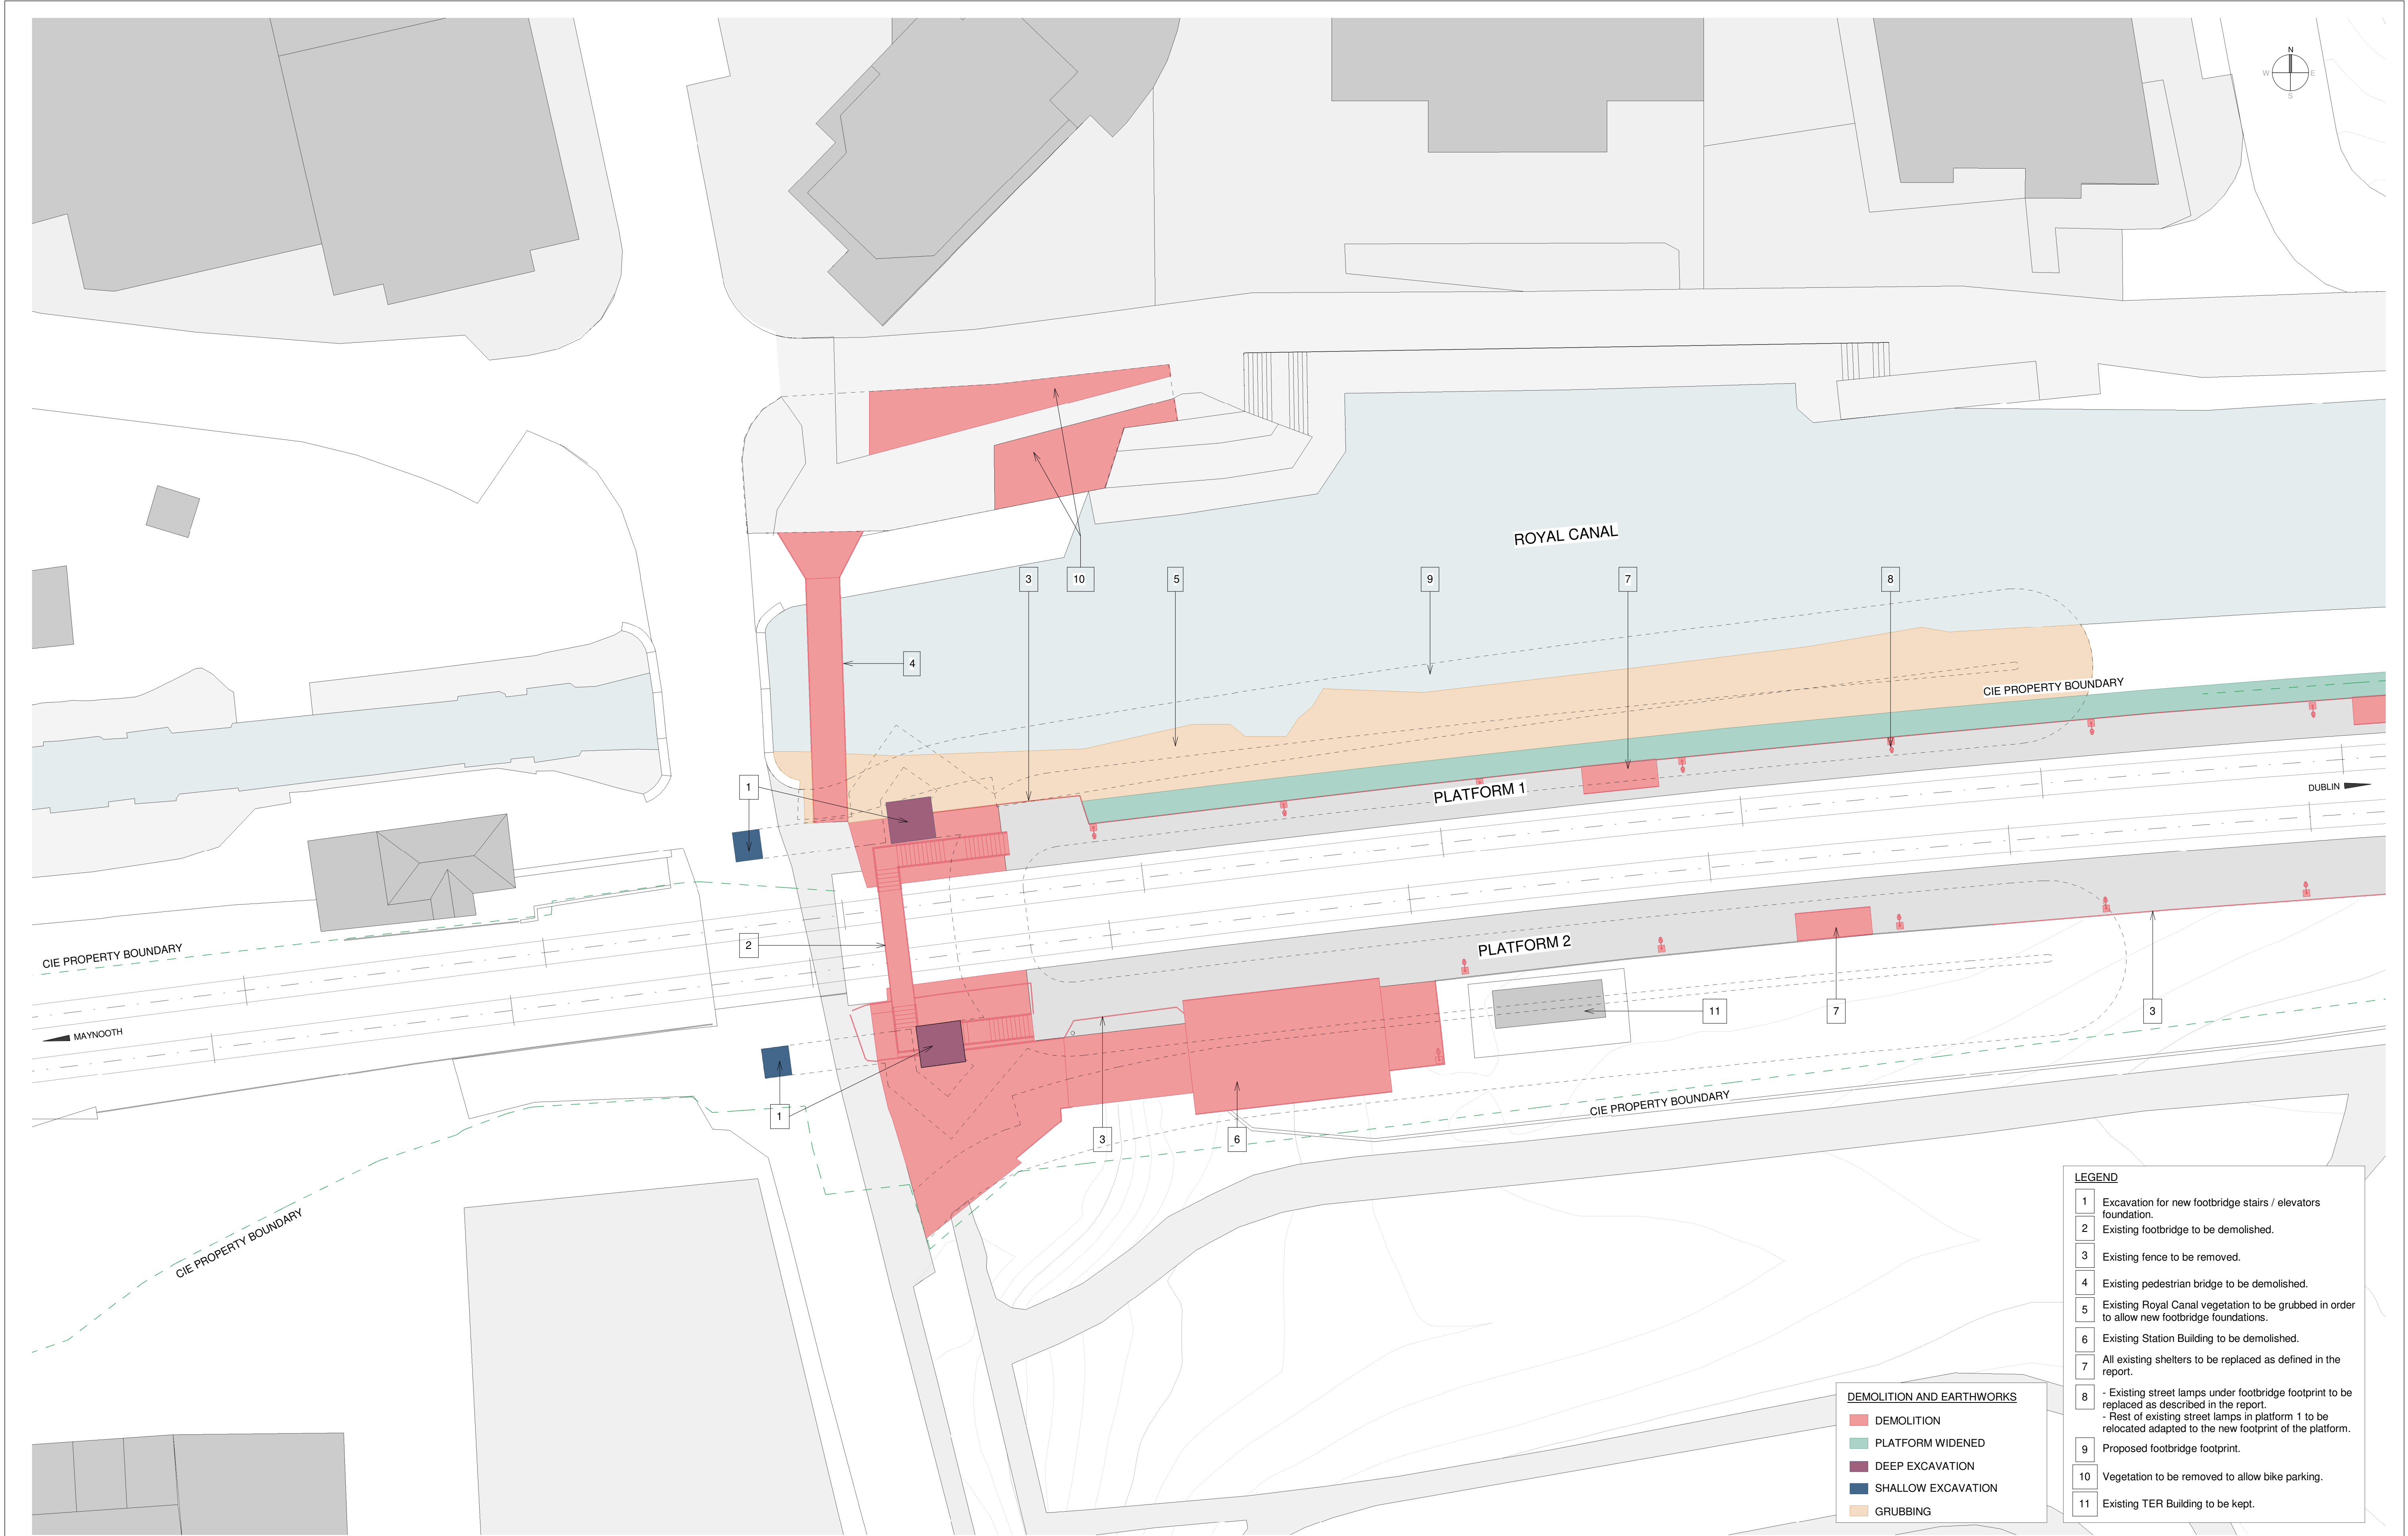 N
W
E
S
ROYAL CANAL
3
10
5
9
7
8
4
CIE PROPERTY BOUNDARY
1
PLATFORM 1
DUBLIN
2
PLATFORM 2
CIE PROPERTY BOUNDARY
MAYNOOTH
11
7
3
1
3
6
CIE PROPERTY BOUNDARY
CIE PROPERTY BOUNDARY
LEGEND
1 Excavation for new footbridge stairs / elevators
foundation.
2 Existing footbridge to be demolished.
3 Existing fence to be removed.
4 Existing pedestrian bridge to be demolished.
5 Existing Royal Canal vegetation to be grubbed in order
to allow new footbridge foundations.
6 Existing Station Building to be demolished.
7 All existing shelters to be replaced as defined in the
report.
8 - Existing street lamps under footbridge footprint to be
replaced as described in the report.
- Rest of existing street lamps in platform 1 to be
relocated adapted to the new footprint of the platform.
9 Proposed footbridge footprint.
10 Vegetation to be removed to allow bike parking.
11 Existing TER Building to be kept.
DEMOLITION AND EARTHWORKS
DEMOLITION
PLATFORM WIDENED
DEEP EXCAVATION
SHALLOW EXCAVATION
GRUBBING